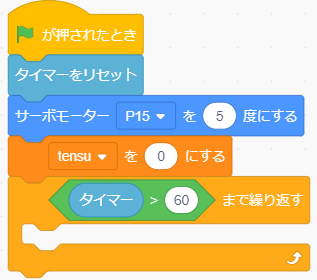 が押されたとき
タイマーをリセット
サーボモーター P15 を 5 度にする
tensu を 0 にする
タイマー > 60 まで繰り返す